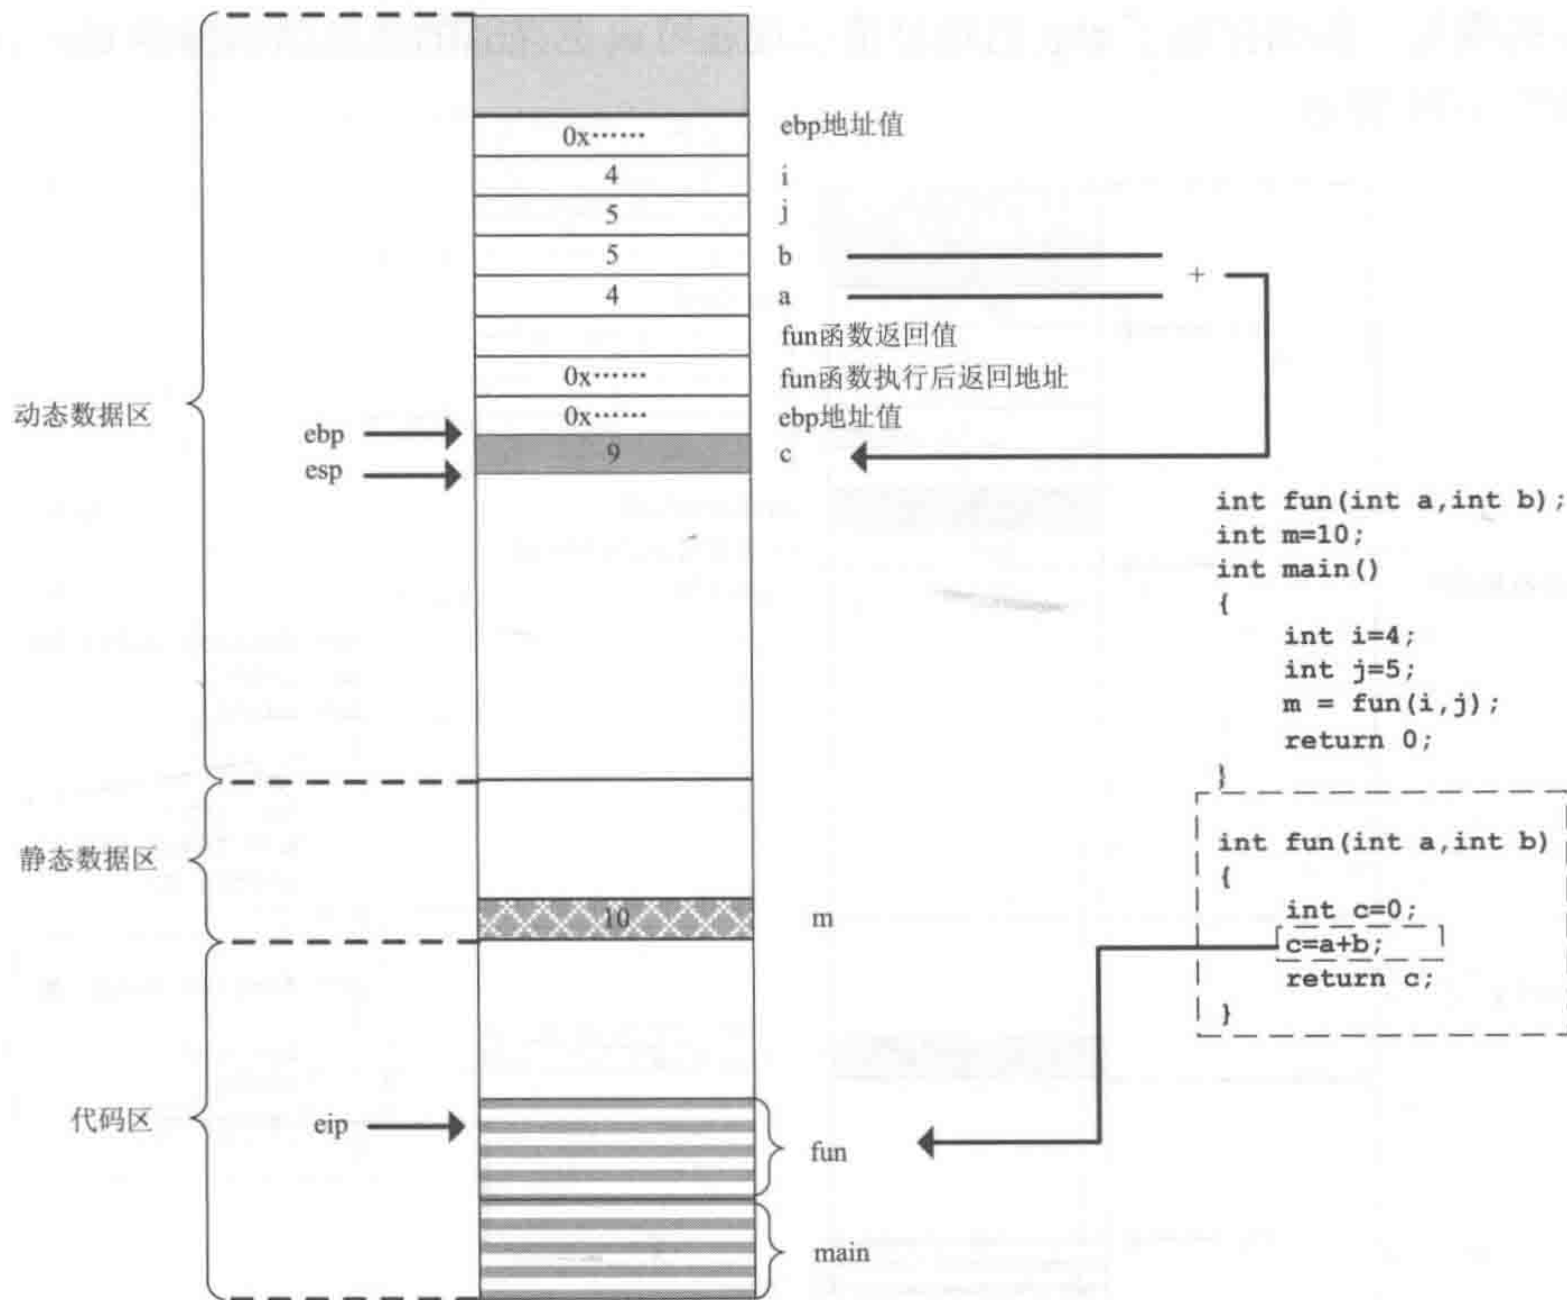 0x……
ebp地址值
4
i
5
j
5
b
4
a
+
fun函数返回值
0x……
fun函数执行后返回地址
0x……
ebp地址值
动态数据区
ebp
esp
9
c
int fun(int a,int b);
int m=10;
int main()
{
int i=4;
int j=5;
m = fun(i,j);
return 0;
}
int fun(int a,int b)
{
int c=0;
c=a+b;
return c;
}
静态数据区
10
m
代码区
eip
fun
main